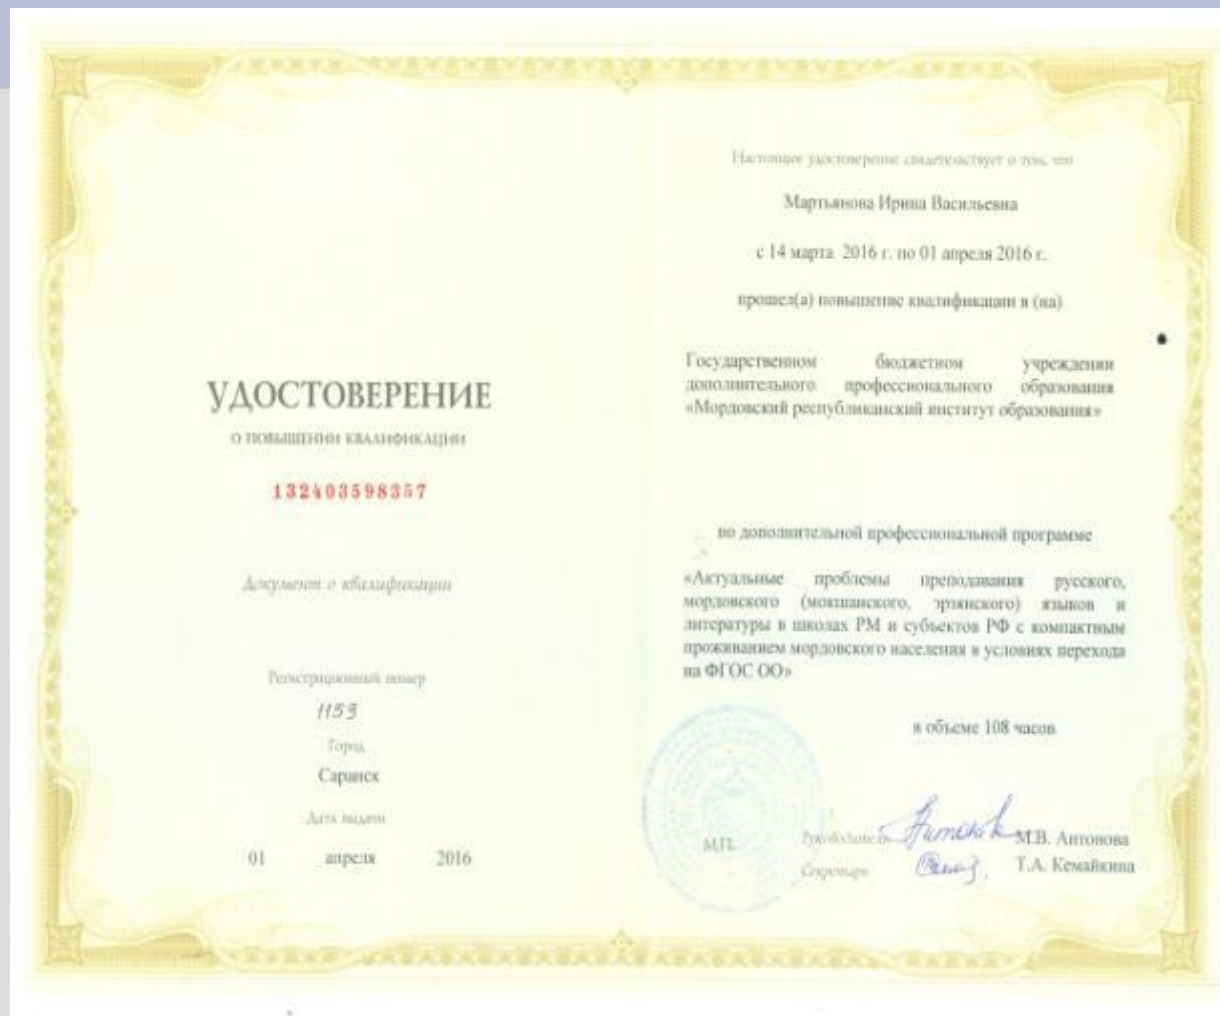 УДОСТОВЕРЕНИЕ
О ПОВЫШЕНИИ КВАЛИФИКАЦИИ
132403598357
Документ о квалификации
Регистрационный номер
1153
Город
Саранск
Дата выдачи
01 апреля 2016
Настоящее удостоверение свидетельствует о том, что
Мартьянова Ирина Васильевна
с 14 марта 2016 г. по 01 апреля 2016 г.
прошел(а) повышение квалификации в (на)
Государственном бюджетном учреждении
дополнительного профессионального образования
«Мордовский республиканский институт образования»
по дополнительной профессиональной программе
«Актуальные проблемы преподавания русского,
мордовского (мокшанского, эрзянского) языков и
литературы в школах РМ и субъектов РФ с компактным
проживанием мордовского населения в условиях перехода
на ФГОС ОО»
в объеме 108 часов
М.П.
Руководитель М.В. Антонова
Секретарь Т.А. Кемайкина